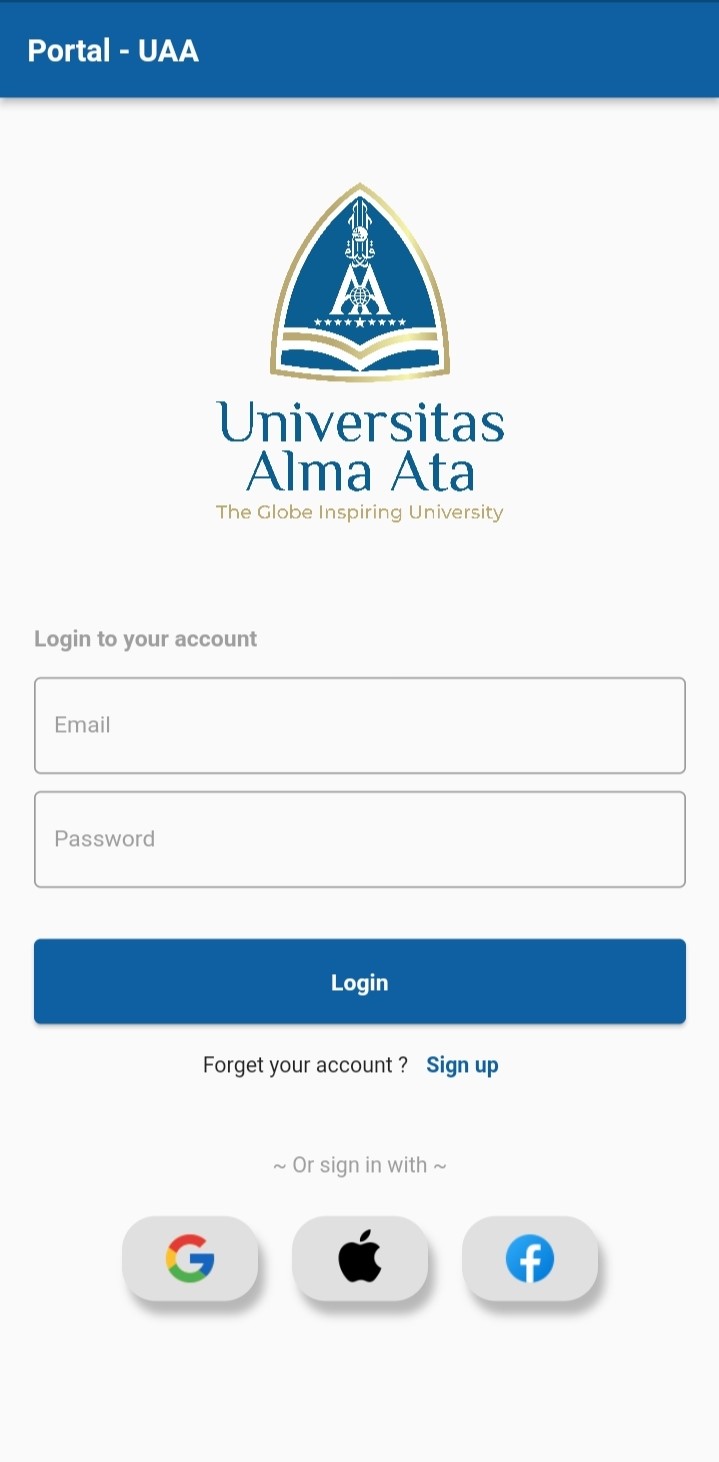 Portal - UAA
Universitas
Alma Ata
The Globe Inspiring University
Login to your account
Email
Password
Login
Forget your account ? Sign up
~ Or sign in with ~